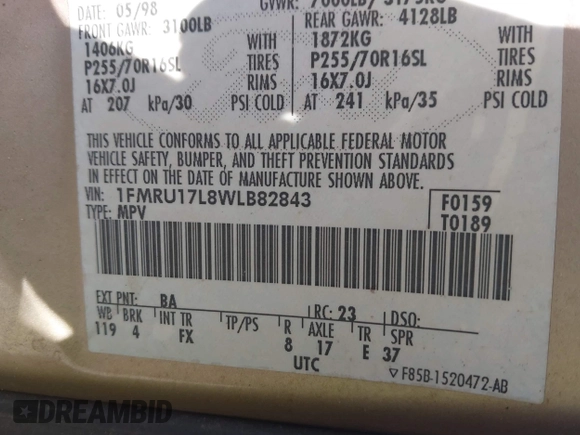 DATE: 05/98 GVWR: 7000LB/ 3175KG
FRONT GAWR: 3100LB REAR GAWR: 4128LB
1406KG WITH 1872KG WITH
P255/70R16SL TIRES P255/70R16SL TIRES
16X7.0J RIMS 16X7.0J RIMS
AT 207 kPa/30 PSI COLD AT 241 kPa/35 PSI COLD
THIS VEHICLE CONFORMS TO ALL APPLICABLE FEDERAL MOTOR
VEHICLE SAFETY, BUMPER, AND THEFT PREVENTION STANDARDS
IN EFFECT ON THE DATE OF MANUFACTURE SHOWN ABOVE.
VIN: 1FMRU17L8WLB82843 F0159
TYPE: MPV T0189
EXT PNT: BA RC: 23 DSO:
WB BRK INT TR TP/PS R AXLE TR SPR
119 4 FX 8 17 E 37
UTC
▽ F85B-1520472-AB
DREAMBID